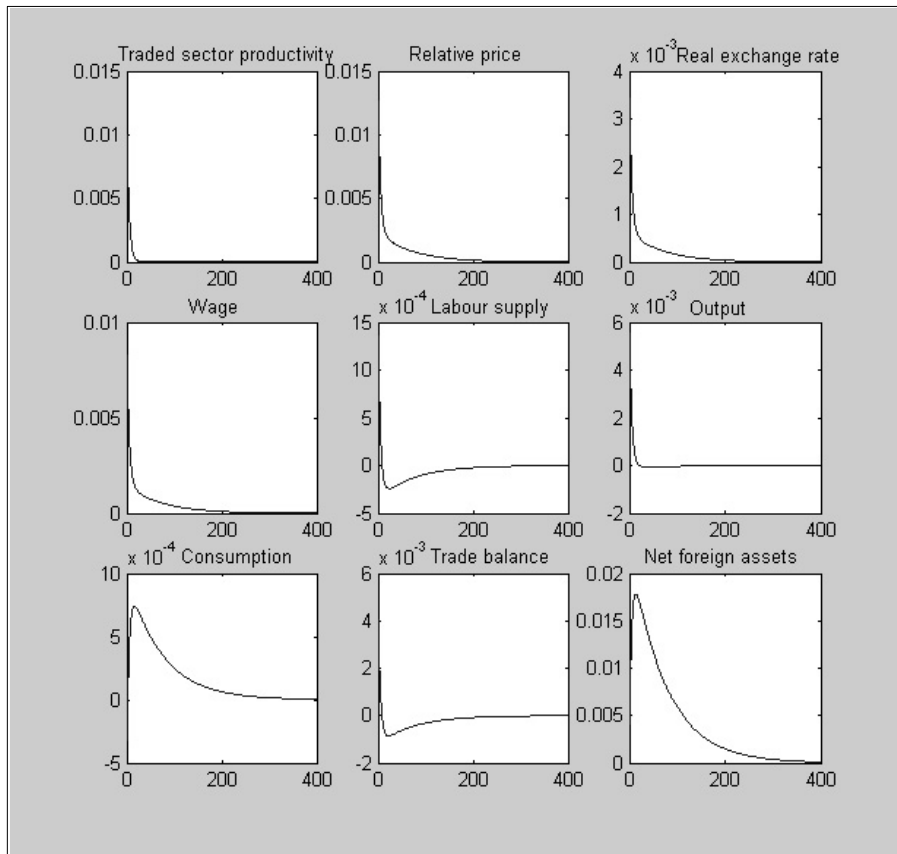 Traded sector productivity
0.015
0.01
0.005
0
0 200 400
Relative price
0.015
0.01
0.005
0
0 200 400
x 10^-3 Real exchange rate
4
3
2
1
0
0 200 400
Wage
0.01
0.005
0
0 200 400
x 10^-4 Labour supply
15
10
5
0
-5
0 200 400
x 10^-3 Output
6
4
2
0
-2
0 200 400
x 10^-4 Consumption
10
5
0
-5
0 200 400
x 10^-3 Trade balance
6
4
2
0
-2
0 200 400
Net foreign assets
0.02
0.015
0.01
0.005
0
0 200 400